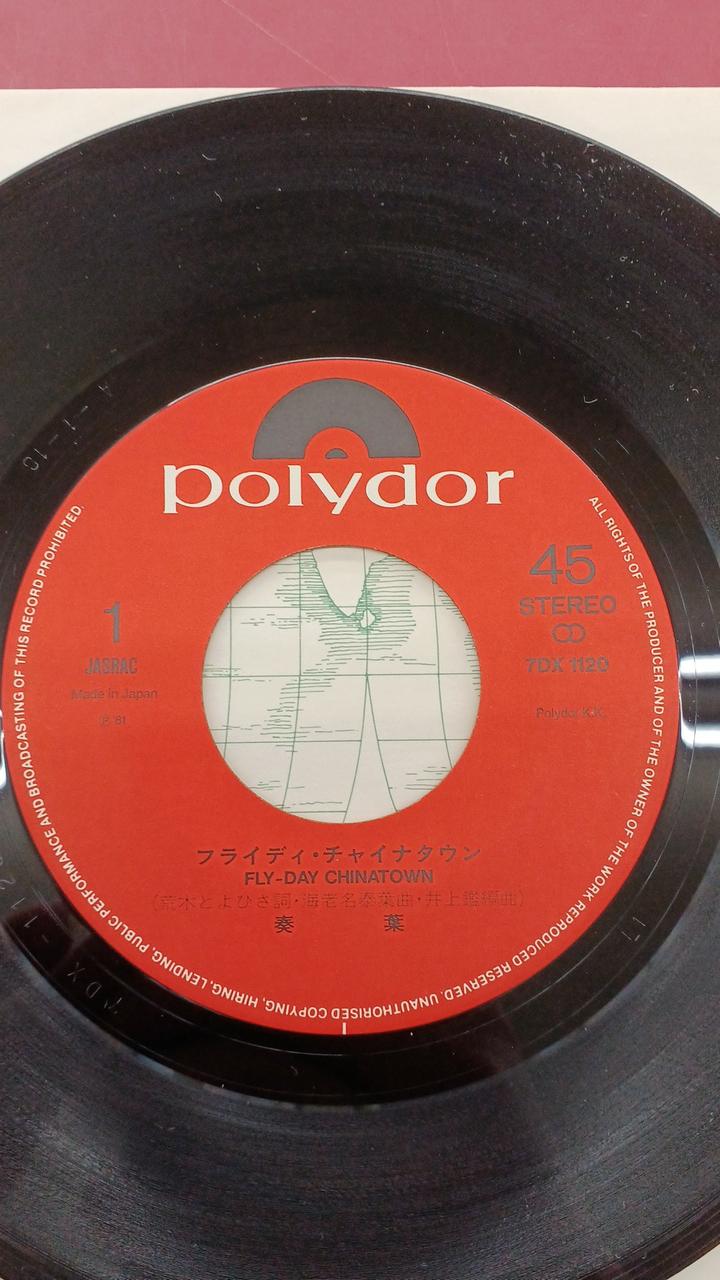 polydor
45
STEREO
7DX 1120
Polydor K.K.
1
JASRAC
Made in Japan
℗ '81
フライディ・チャイナタウン
FLY-DAY CHINATOWN
(荒木とよひさ詞・海老名泰葉曲・井上鑑編曲)
泰 葉
ALL RIGHTS OF THE PRODUCER AND OF THE OWNER OF THE WORK REPRODUCED RESERVED. UNAUTHORISED COPYING, HIRING, LENDING, PUBLIC PERFORMANCE AND BROADCASTING OF THIS RECORD PROHIBITED.